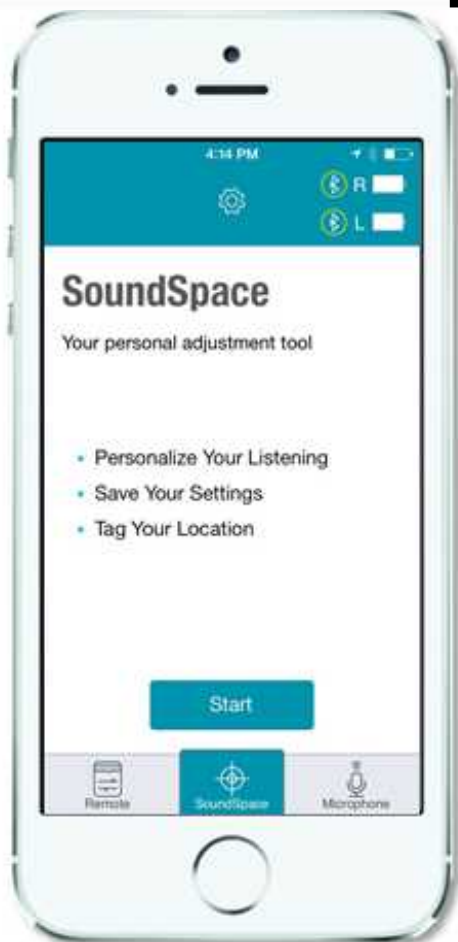 4:14 PM
R
L
SoundSpace
Your personal adjustment tool
• Personalize Your Listening
• Save Your Settings
• Tag Your Location
Start
Remote
SoundSpace
Microphone